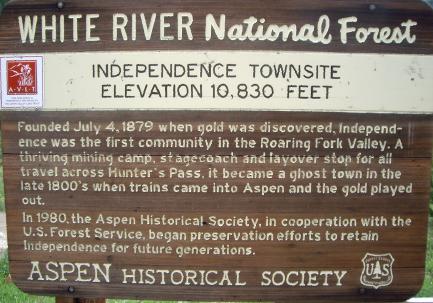 WHITE RIVER National Forest
A·V·L·T
INDEPENDENCE TOWNSITE
ELEVATION 10,830 FEET
Founded July 4, 1879 when gold was discovered, Independ-
ence was the first community in the Roaring Fork Valley. A
thriving mining camp, stagecoach and layover stop for all
travel across Hunter's Pass, it became a ghost town in the
late 1800's when trains came into Aspen and the gold played
out.
In 1980, the Aspen Historical Society, in cooperation with the
U.S. Forest Service, began preservation efforts to retain
Independence for future generations.
ASPEN HISTORICAL SOCIETY
U S